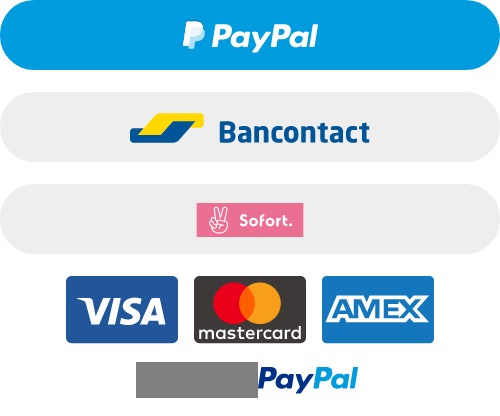 PayPal
Bancontact
Sofort.
VISA
mastercard
AMEX
PayPal